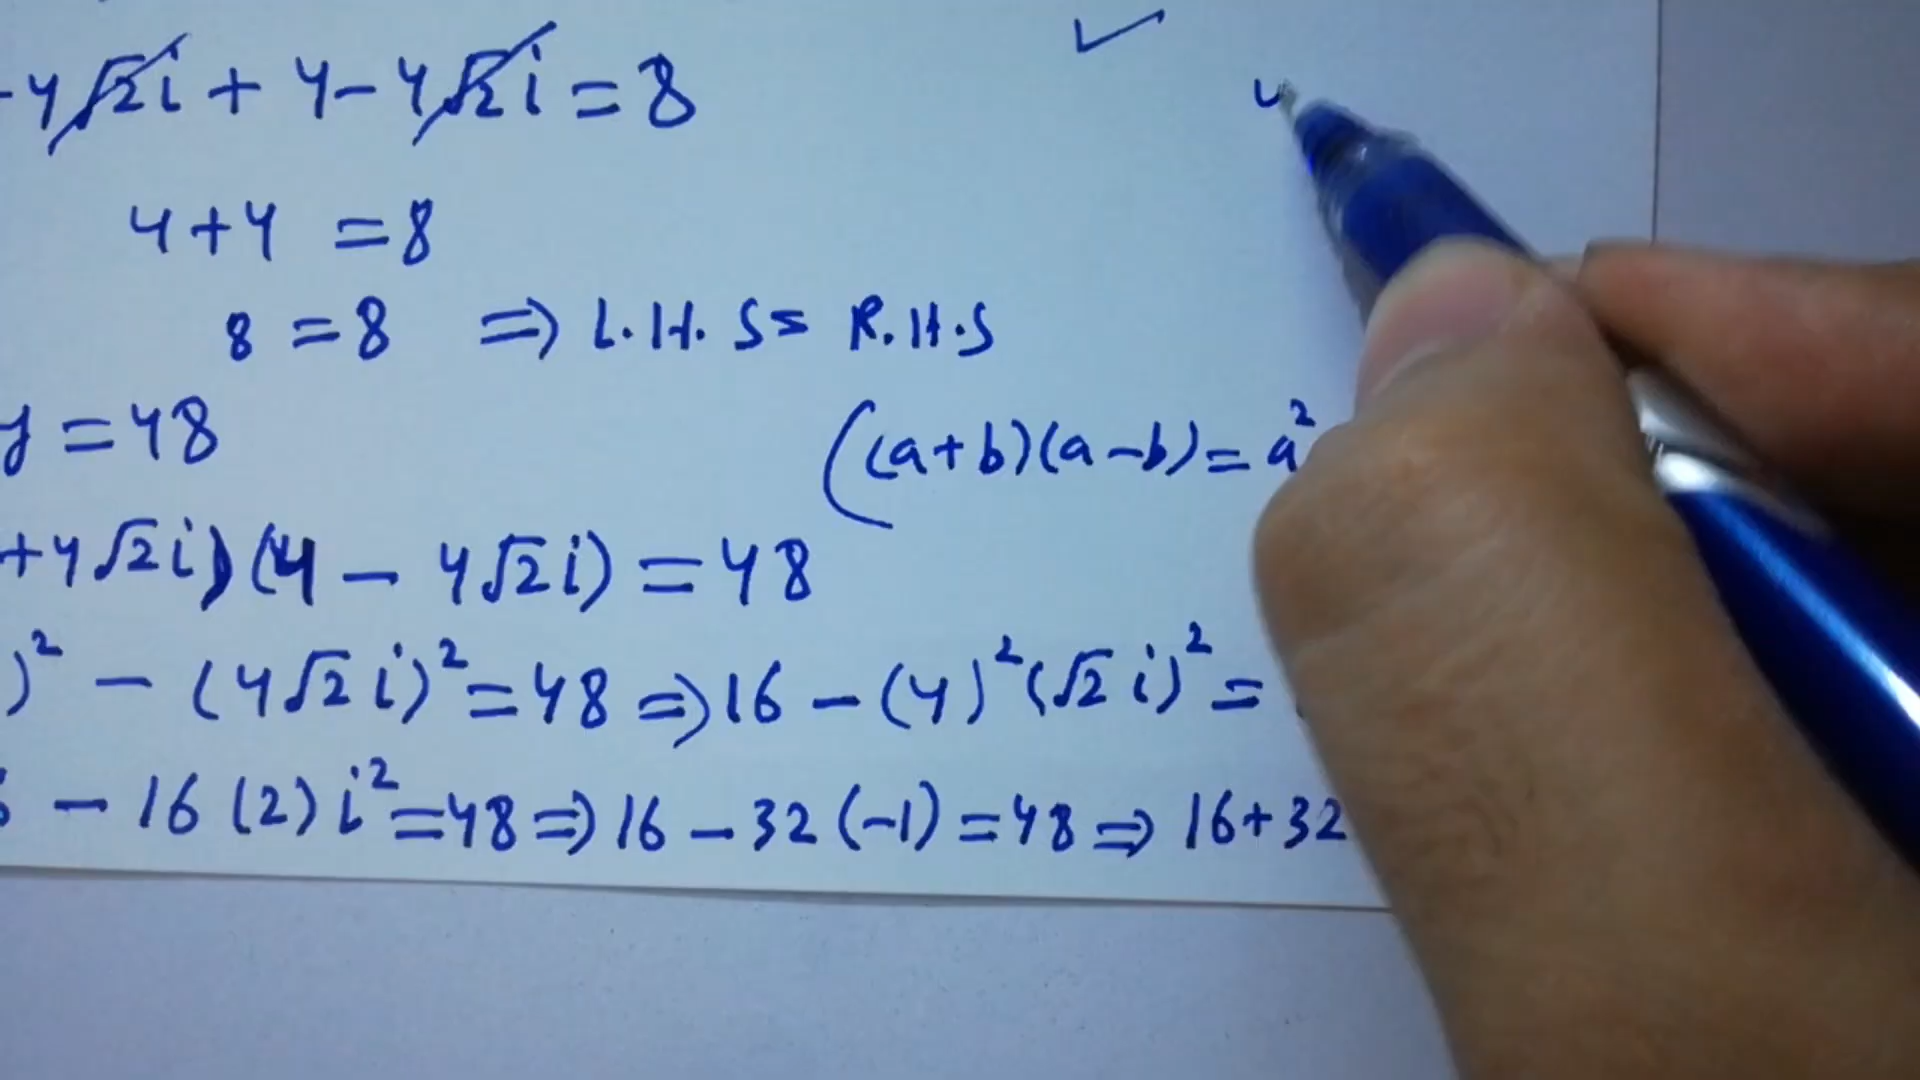 4√2i + 4 - 4√2i = 8
4 + 4 = 8
8 = 8 ⇒ L.H.S = R.H.S
y = 48
((a+b)(a-b) = a²
+4√2i)(4 - 4√2i) = 48
)² - (4√2i)² = 48 ⇒ 16 - (4)²(√2i)² =
- 16(2)i² = 48 ⇒ 16 - 32(-1) = 48 ⇒ 16+32